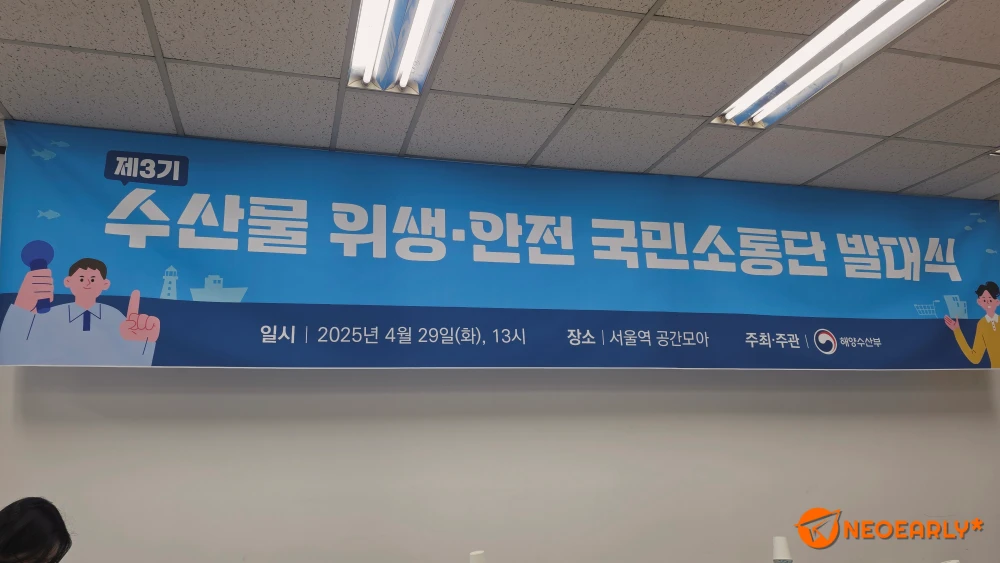 제3기
수산물 위생·안전 국민소통단 발대식
일시 | 2025년 4월 29일(화), 13시 장소 | 서울역 공간모아 주최·주관 | 해양수산부
NEOEARLY*